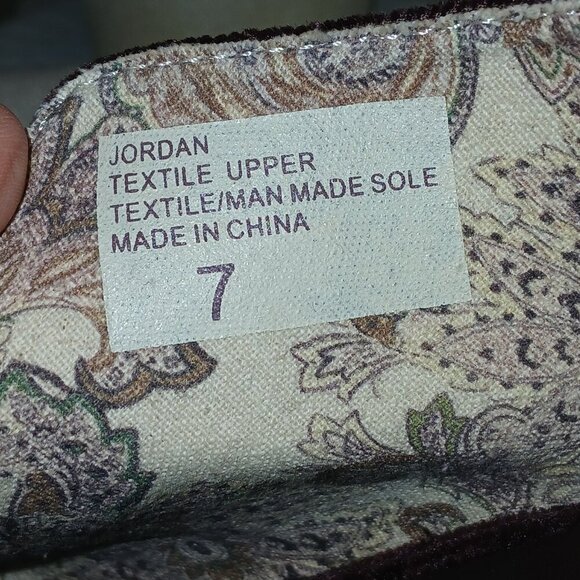 JORDAN
TEXTILE UPPER
TEXTILE/MAN MADE SOLE
MADE IN CHINA
7